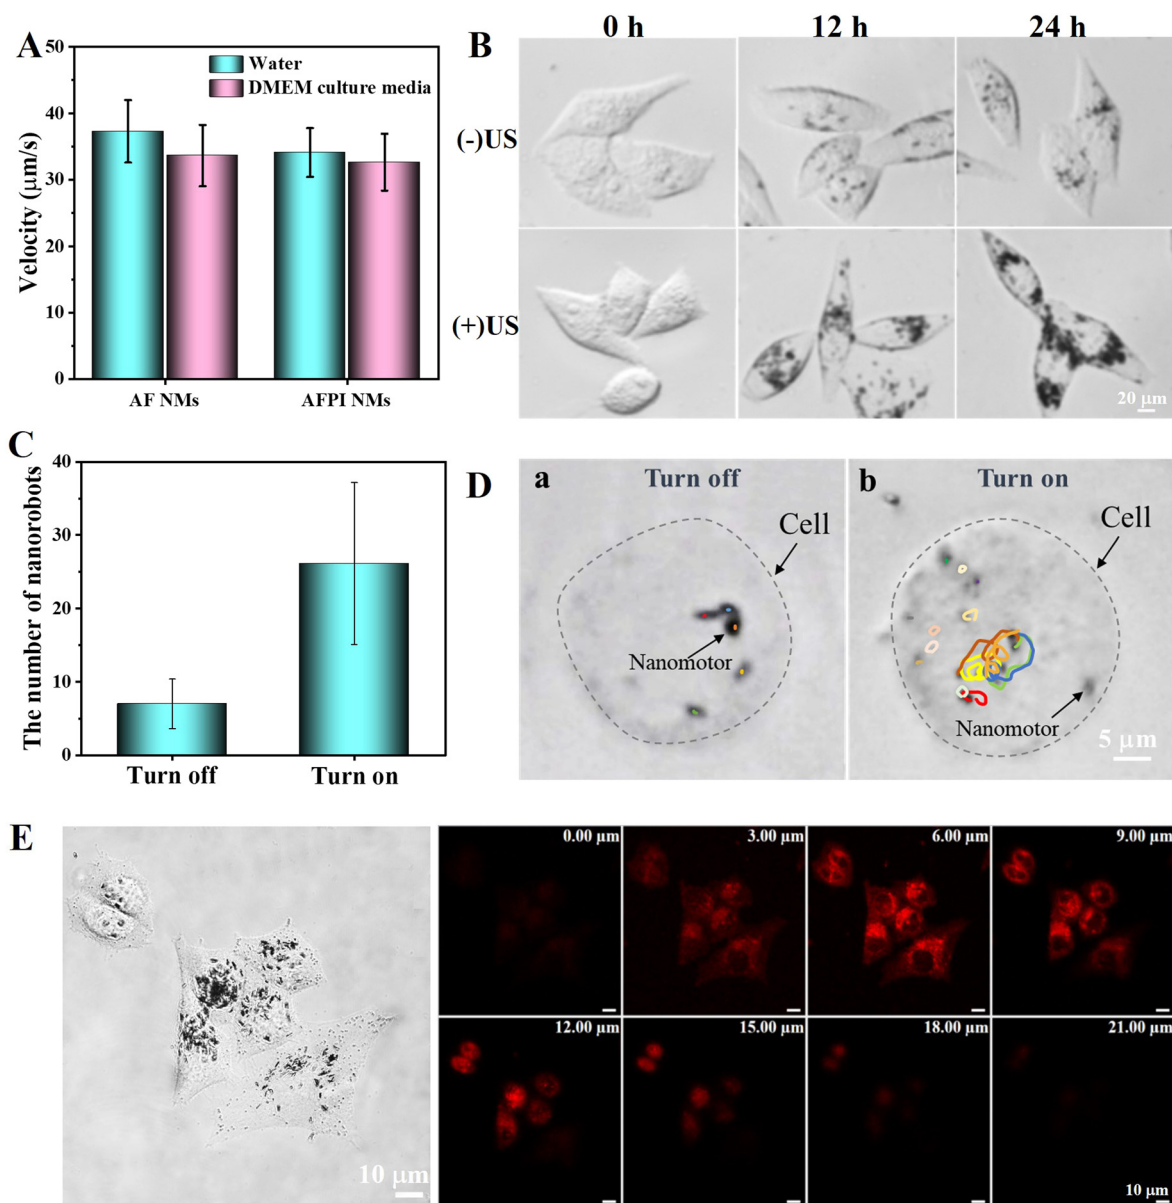 A
Velocity (μm/s)
50
40
30
20
10
0
Water
DMEM culture media
AF NMs
AFPI NMs
B
0 h
12 h
24 h
(-)US
(+)US
20 μm
C
The number of nanorobots
40
30
20
10
0
Turn off
Turn on
D
a
Turn off
Cell
Nanomotor
b
Turn on
Cell
Nanomotor
5 μm
E
10 μm
0.00 μm
3.00 μm
6.00 μm
9.00 μm
12.00 μm
15.00 μm
18.00 μm
21.00 μm
10 μm